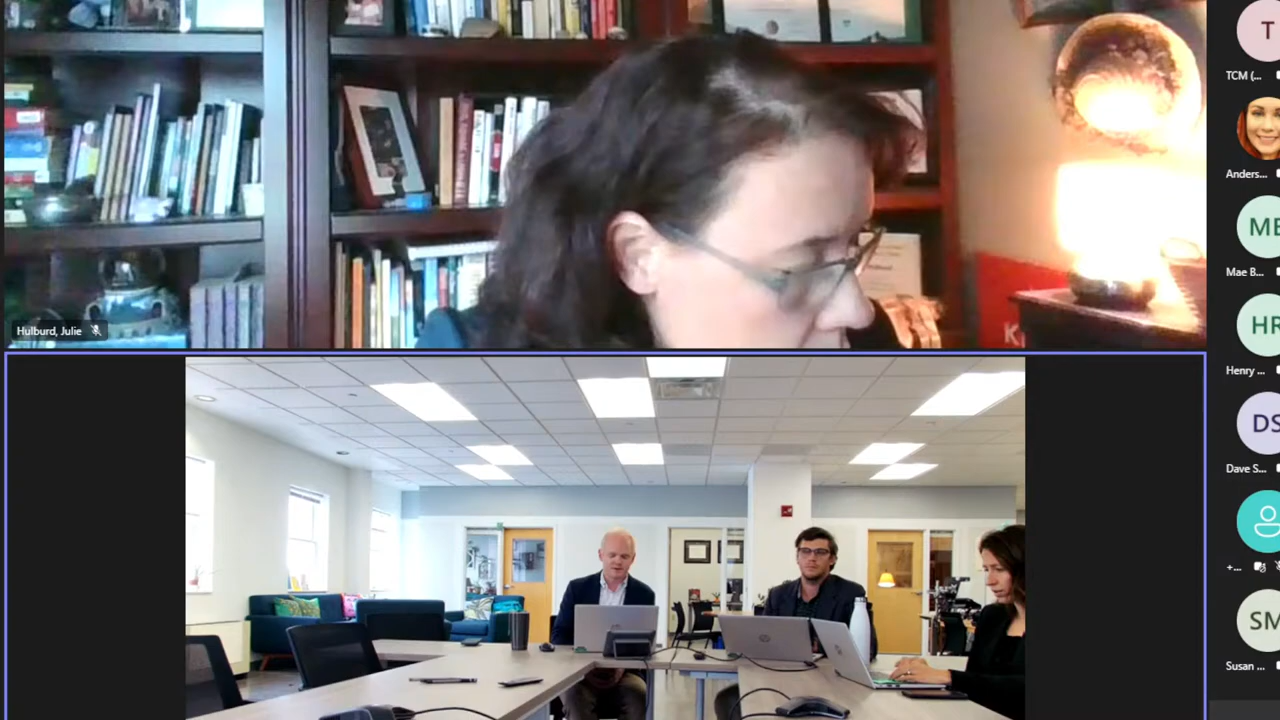 T
TCM (...
Anders...
ME
Mae B...
HR
Henry ...
DS
Dave S...
+...
SM
Susan ...
Hulburd, Julie